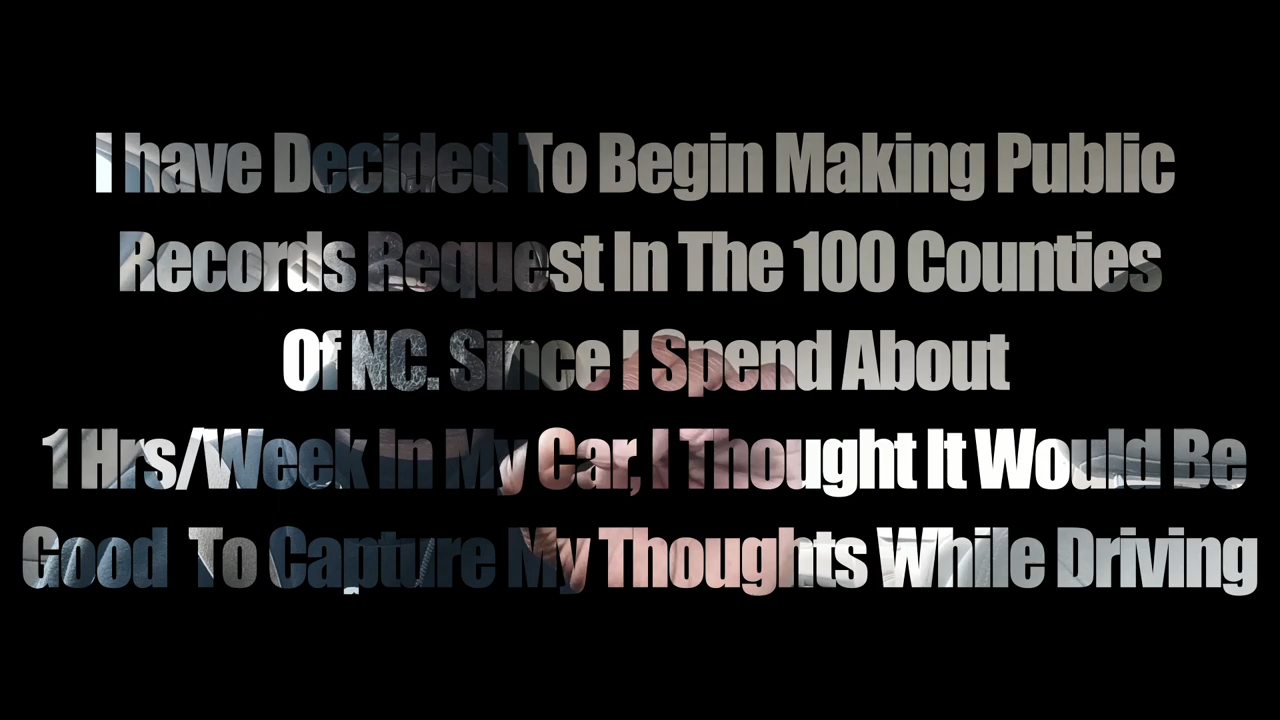 I have Decided To Begin Making Public
Records Request In The 100 Counties
Of NC. Since I Spend About
1 Hrs/Week In My Car, I Thought It Would Be
Good To Capture My Thoughts While Driving